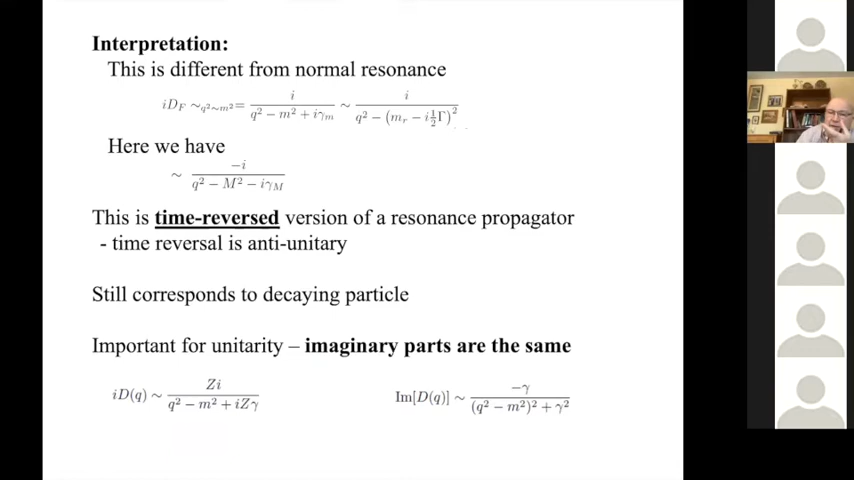 Interpretation:
This is different from normal resonance
iD_F ∼_{q²∼m²}= i / (q² − m² + iγ_m) ∼ i / (q² − (m_r − i½Γ)²)
Here we have
∼ −i / (q² − M² − iγ_M)
This is time-reversed version of a resonance propagator
- time reversal is anti-unitary
Still corresponds to decaying particle
Important for unitarity – imaginary parts are the same
iD(q) ∼ Zi / (q² − m² + iZγ)
Im[D(q)] ∼ −γ / ((q² − m²)² + γ²)